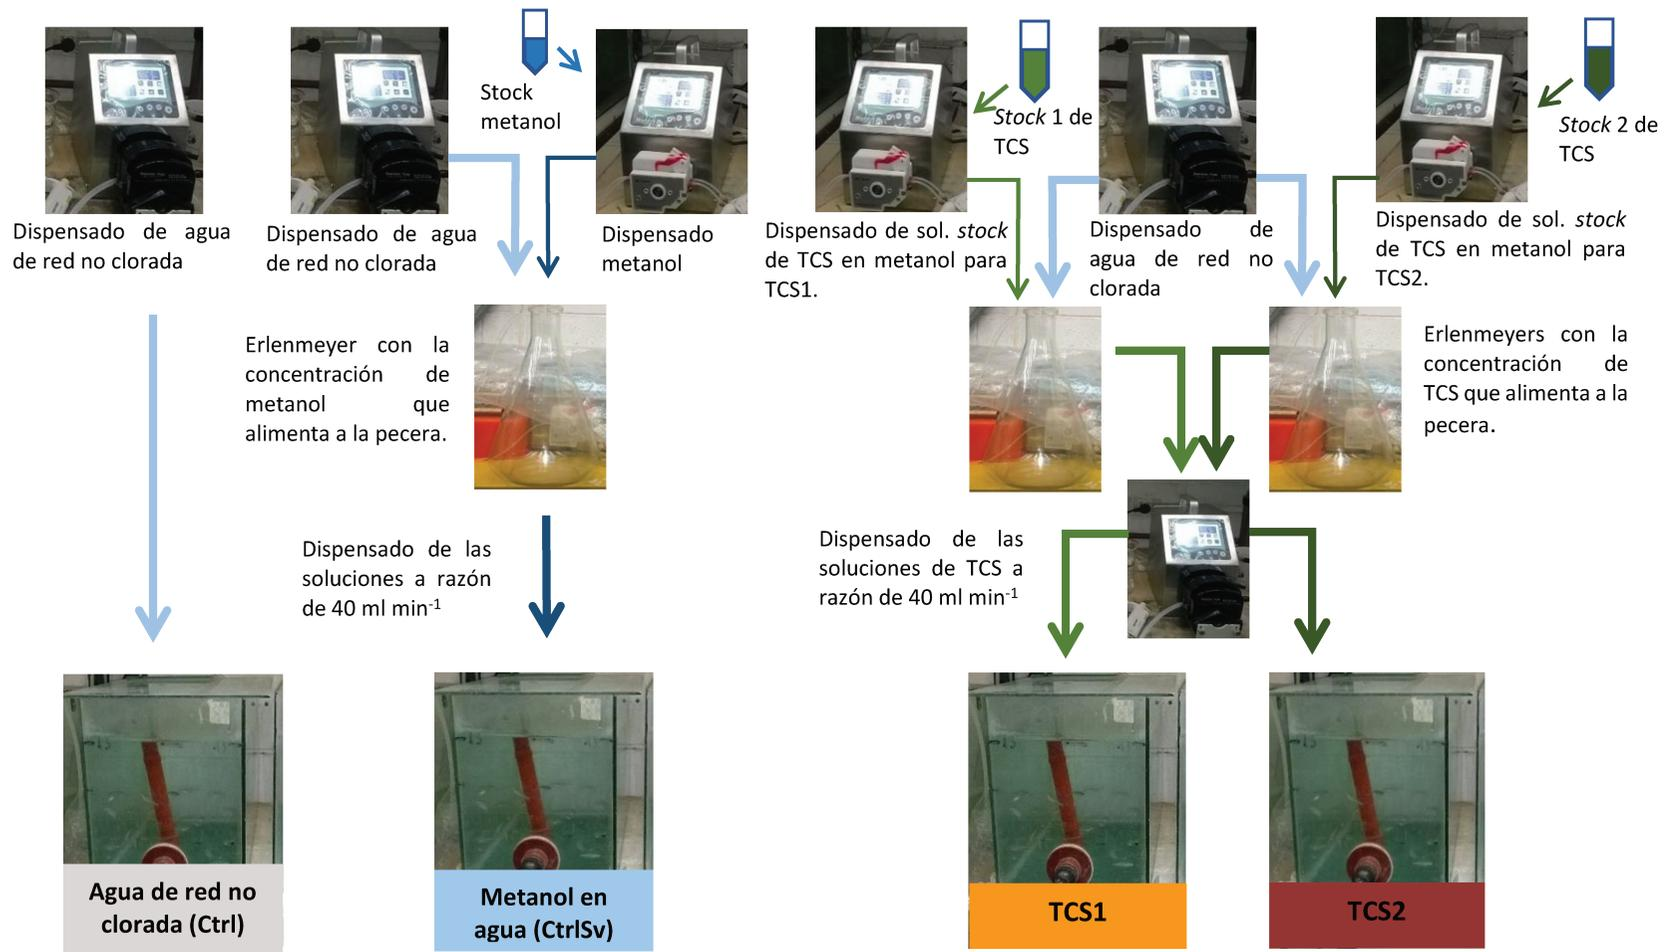 Stock
metanol
Stock 1 de
TCS
Stock 2 de
TCS
Dispensado de agua
de red no clorada
Dispensado de agua
de red no clorada
Dispensado
metanol
Dispensado de sol. stock
de TCS en metanol para
TCS1.
Dispensado de
agua de red no
clorada
Dispensado de sol. stock
de TCS en metanol para
TCS2.
Erlenmeyer con la
concentración de
metanol que
alimenta a la pecera.
Erlenmeyers con la
concentración de
TCS que alimenta a la
pecera.
Dispensado de las
soluciones a razón
de 40 ml min⁻¹
Dispensado de las
soluciones de TCS a
razón de 40 ml min⁻¹
Agua de red no
clorada (Ctrl)
Metanol en
agua (CtrlSv)
TCS1
TCS2